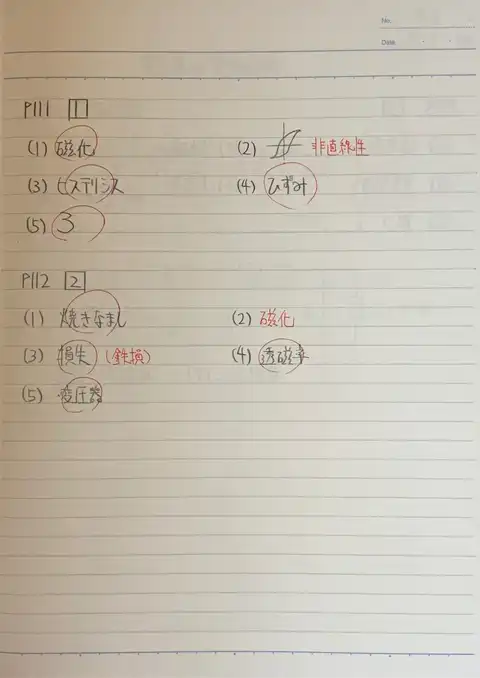 No.
Date
P111 1
(1) 磁化 (2) 非直線性
(3) ヒステリシス (4) ひずみ
(5) 3
P112 2
(1) 焼きなまし (2) 磁化
(3) 損失 (鉄損) (4) 透磁率
(5) 変圧器